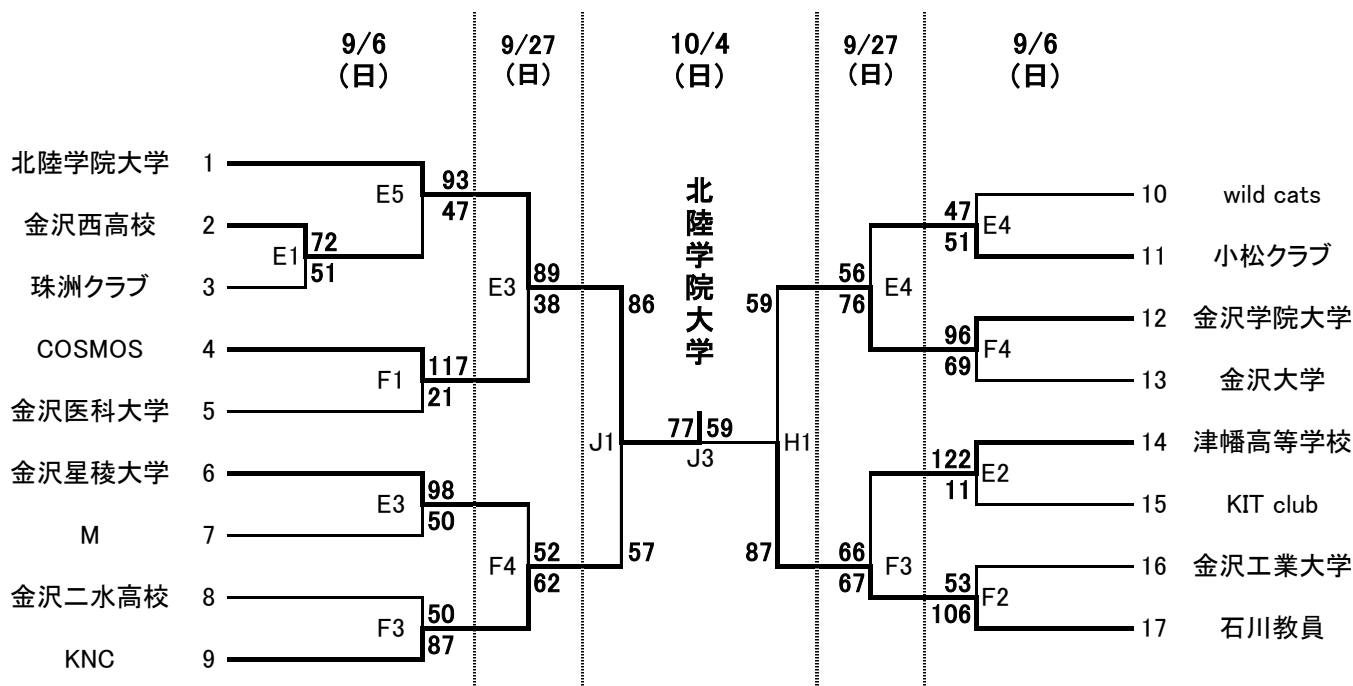 9/6
（日）
9/27
（日）
10/4
（日）
9/27
（日）
9/6
（日）
北陸学院大学 1
金沢西高校 2
珠洲クラブ 3
COSMOS 4
金沢医科大学 5
金沢星稜大学 6
M 7
金沢二水高校 8
KNC 9
E1
72
51
E5
93
47
F1
117
21
E3
98
50
F3
50
87
E3
89
38
F4
52
62
J1
86
57
北陸学院大学
77 59
J3
H1
59
87
E4
56
76
F3
66
67
E4
47
51
F4
96
69
E2
122
11
F2
53
106
10 wild cats
11 小松クラブ
12 金沢学院大学
13 金沢大学
14 津幡高等学校
15 KIT club
16 金沢工業大学
17 石川教員